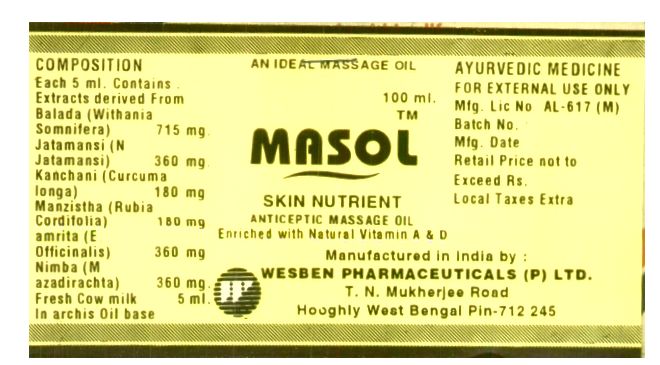 COMPOSITION
Each 5 ml. Contains .
Extracts derived From
Balada (Withania
Somnifera) 715 mg.
Jatamansi (N
Jatamansi) 360 mg.
Kanchani (Curcuma
longa) 180 mg
Manzistha (Rubia
Cordifolia) 180 mg
amrita (E
Officinalis) 360 mg
Nimba (M
azadirachta) 360 mg.
Fresh Cow milk 5 ml.
In archis Oil base
AN IDEAL MASSAGE OIL
100 ml.
TM
MASOL
SKIN NUTRIENT
ANTICEPTIC MASSAGE OIL
Enriched with Natural Vitamin A & D
Manufactured in India by :
WESBEN PHARMACEUTICALS (P) LTD.
T. N. Mukherjee Road
Hooghly West Bengal Pin-712 245
AYURVEDIC MEDICINE
FOR EXTERNAL USE ONLY
Mfg. Lic No AL-617 (M)
Batch No.
Mfg. Date
Retail Price not to
Exceed Rs.
Local Taxes Extra